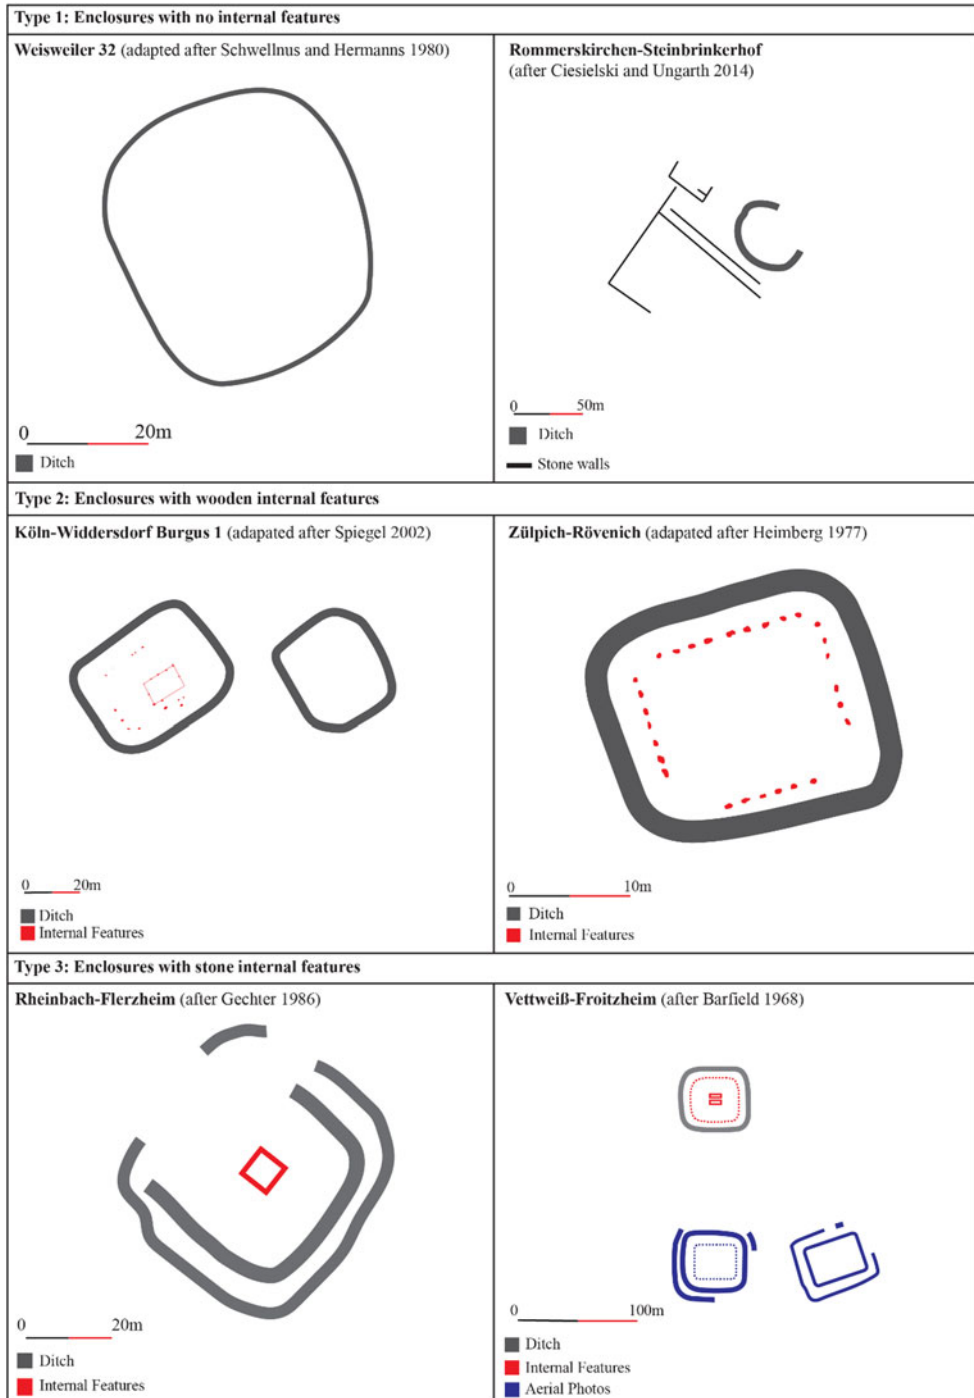 Type 1: Enclosures with no internal features
Weisweiler 32 (adapted after Schwellnus and Hermanns 1980)
0 20m
Ditch
Rommerskirchen-Steinbrinkerhof
(after Ciesielski and Ungarth 2014)
0 50m
Ditch
Stone walls
Type 2: Enclosures with wooden internal features
Köln-Widdersdorf Burgus 1 (adapated after Spiegel 2002)
0 20m
Ditch
Internal Features
Zülpich-Rövenich (adapated after Heimberg 1977)
0 10m
Ditch
Internal Features
Type 3: Enclosures with stone internal features
Rheinbach-Flerzheim (after Gechter 1986)
0 20m
Ditch
Internal Features
Vettweiß-Froitzheim (after Barfield 1968)
0 100m
Ditch
Internal Features
Aerial Photos